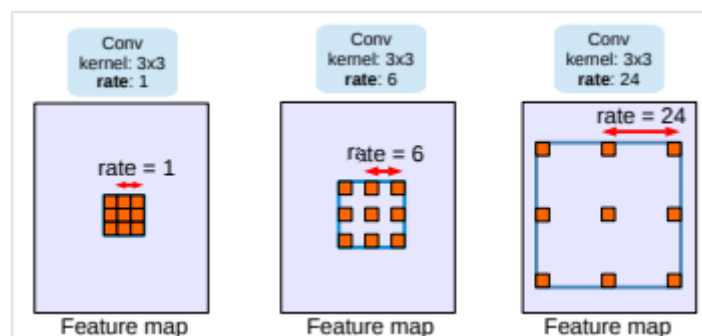 Conv
kernel: 3x3
rate: 1
Conv
kernel: 3x3
rate: 6
Conv
kernel: 3x3
rate: 24
rate = 1
rate = 6
rate = 24
Feature map
Feature map
Feature map